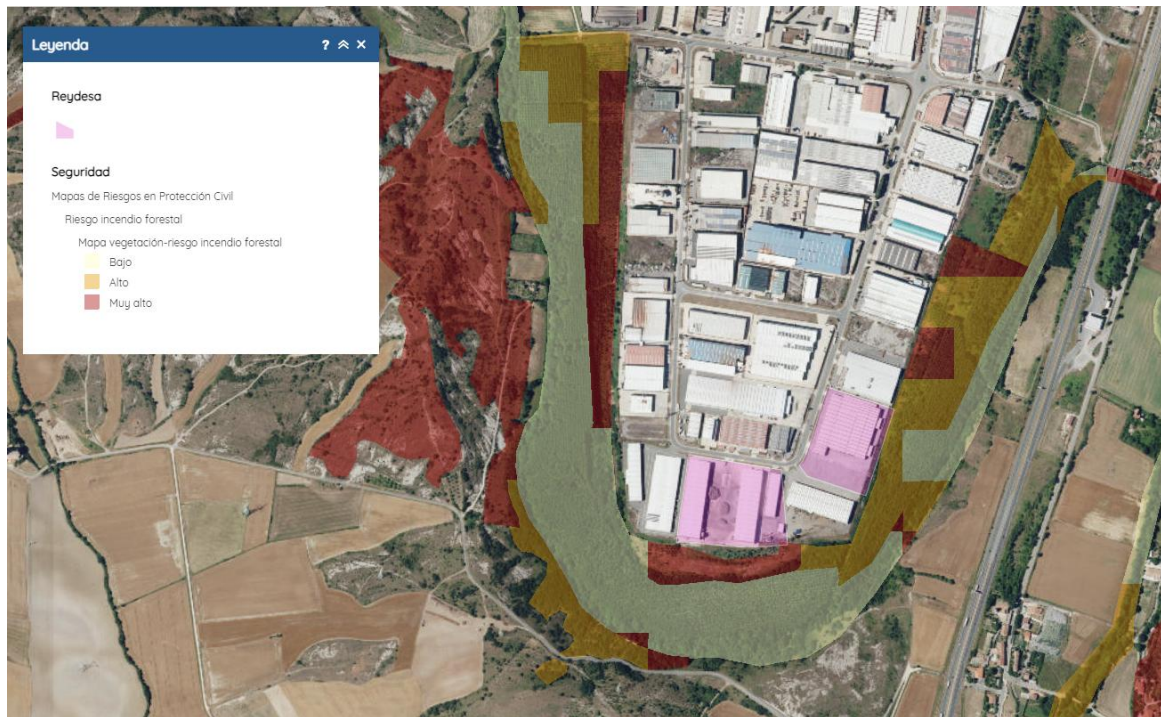 Leyenda ? × 
Reydesa
Seguridad
Mapas de Riesgos en Protección Civil
Riesgo incendio forestal
Mapa vegetación-riesgo incendio forestal
Bajo
Alto
Muy alto